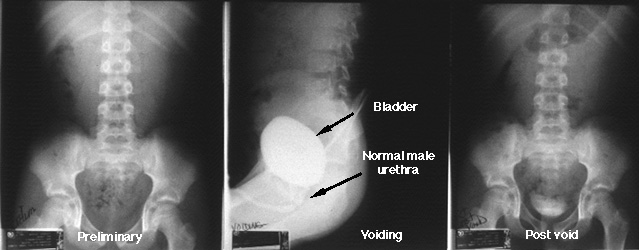 Bladder
Normal male
urethra
Preliminary
Voiding
Post void